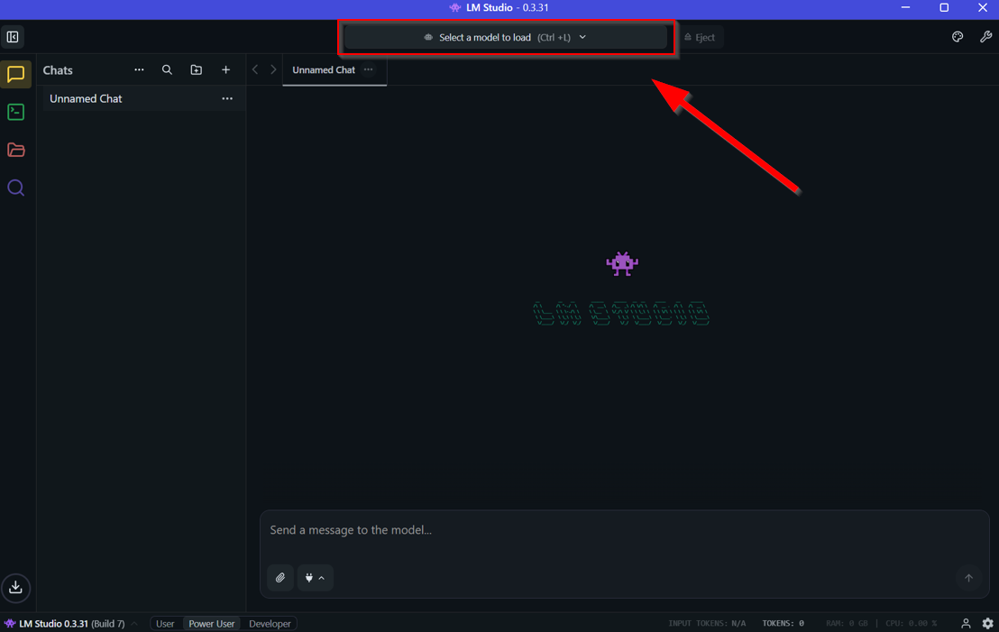 LM Studio - 0.3.31
Select a model to load (Ctrl +L)
Eject
Chats
Unnamed Chat
Unnamed Chat
LM STUDIO
Send a message to the model...
LM Studio 0.3.31 (Build 7)
User
Power User
Developer
INPUT TOKENS: N/A
TOKENS: 0
RAM: 0 GB | CPU: 0.00 %